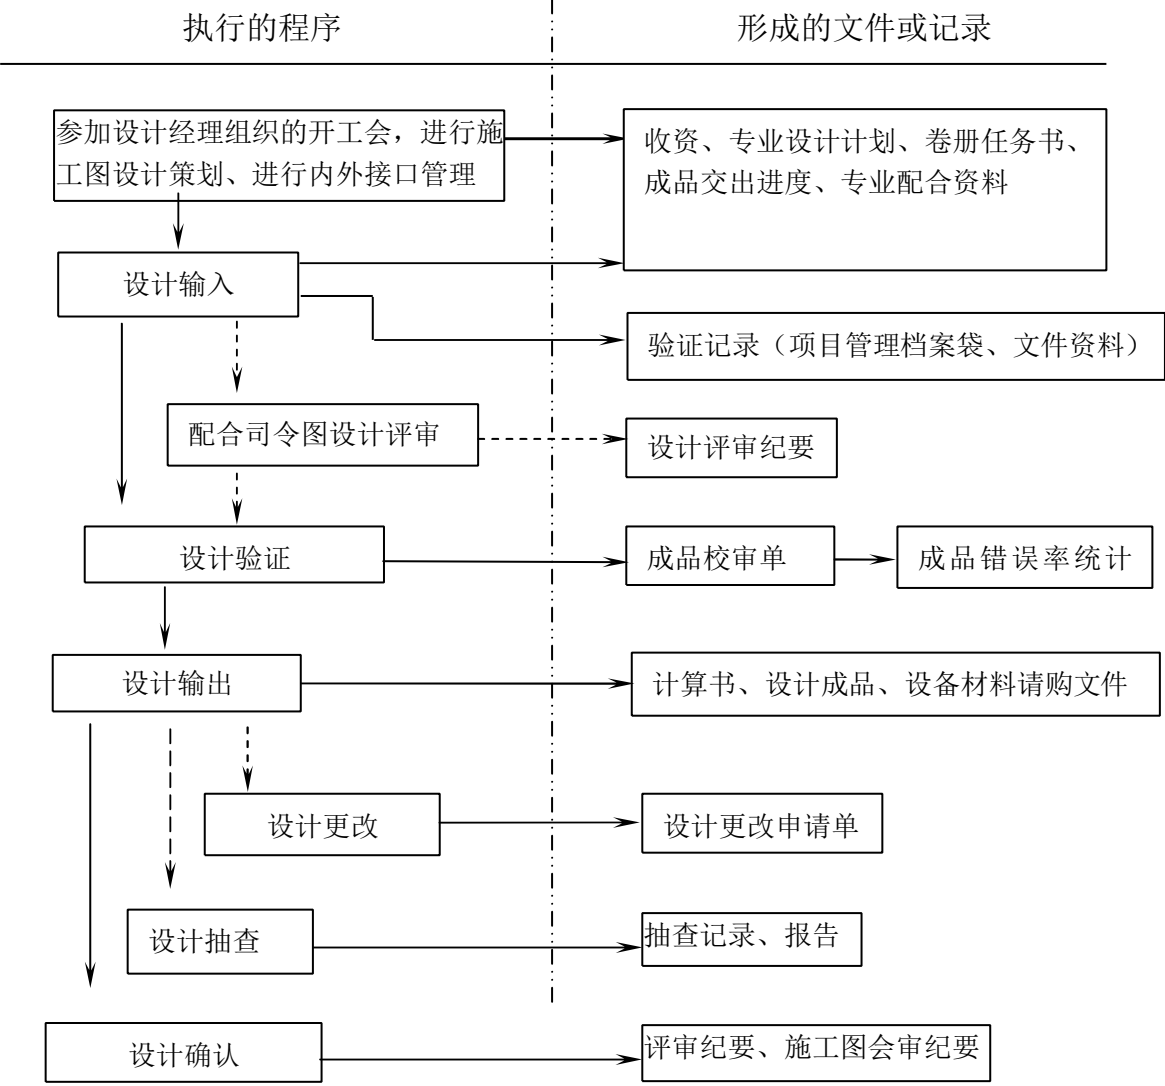 执行的程序
形成的文件或记录
参加设计经理组织的开工会，进行施
工图设计策划、进行内外接口管理
收资、专业设计计划、卷册任务书、
成品交出进度、专业配合资料
设计输入
验证记录（项目管理档案袋、文件资料）
配合司令图设计评审
设计评审纪要
设计验证
成品校审单
成品错误率统计
设计输出
计算书、设计成品、设备材料请购文件
设计更改
设计更改申请单
设计抽查
抽查记录、报告
设计确认
评审纪要、施工图会审纪要